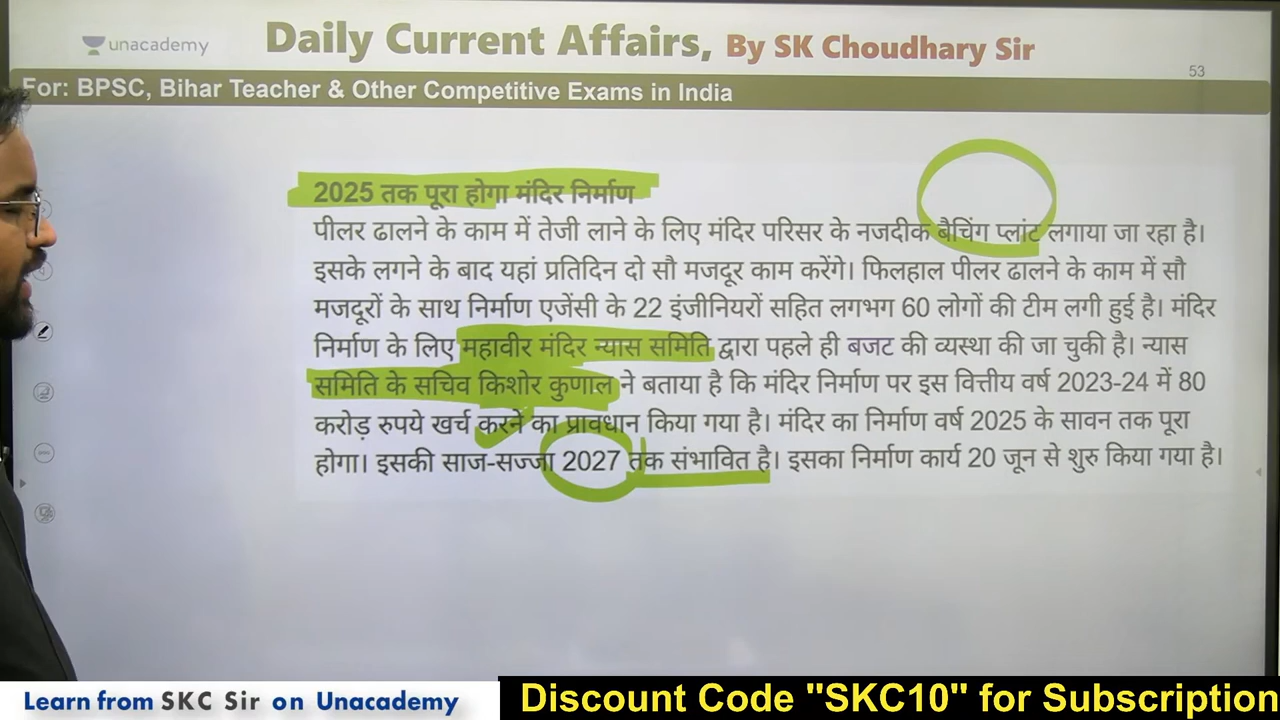 unacademy
Daily Current Affairs, By SK Choudhary Sir
53
For: BPSC, Bihar Teacher & Other Competitive Exams in India
2025 तक पूरा होगा मंदिर निर्माण
पीलर ढालने के काम में तेजी लाने के लिए मंदिर परिसर के नजदीक बैचिंग प्लांट लगाया जा रहा है।
इसके लगने के बाद यहां प्रतिदिन दो सौ मजदूर काम करेंगे। फिलहाल पीलर ढालने के काम में सौ
मजदूरों के साथ निर्माण एजेंसी के 22 इंजीनियरों सहित लगभग 60 लोगों की टीम लगी हुई है। मंदिर
निर्माण के लिए महावीर मंदिर न्यास समिति द्वारा पहले ही बजट की व्यस्था की जा चुकी है। न्यास
समिति के सचिव किशोर कुणाल ने बताया है कि मंदिर निर्माण पर इस वित्तीय वर्ष 2023-24 में 80
करोड़ रुपये खर्च करने का प्रावधान किया गया है। मंदिर का निर्माण वर्ष 2025 के सावन तक पूरा
होगा। इसकी साज-सज्जा 2027 तक संभावित है। इसका निर्माण कार्य 20 जून से शुरु किया गया है।
Learn from SKC Sir on Unacademy
Discount Code "SKC10" for Subscription